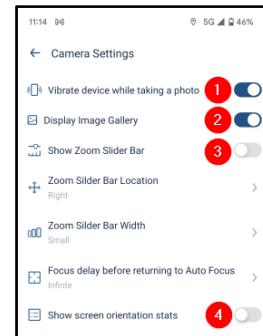 11:14
5G 46%
Camera Settings
Vibrate device while taking a photo 1
Display Image Gallery 2
Show Zoom Slider Bar 3
Zoom Silder Bar Location
Right
Zoom Silder Bar Width
Small
Focus delay before returning to Auto Focus
Infinte
Show screen orientation stats 4